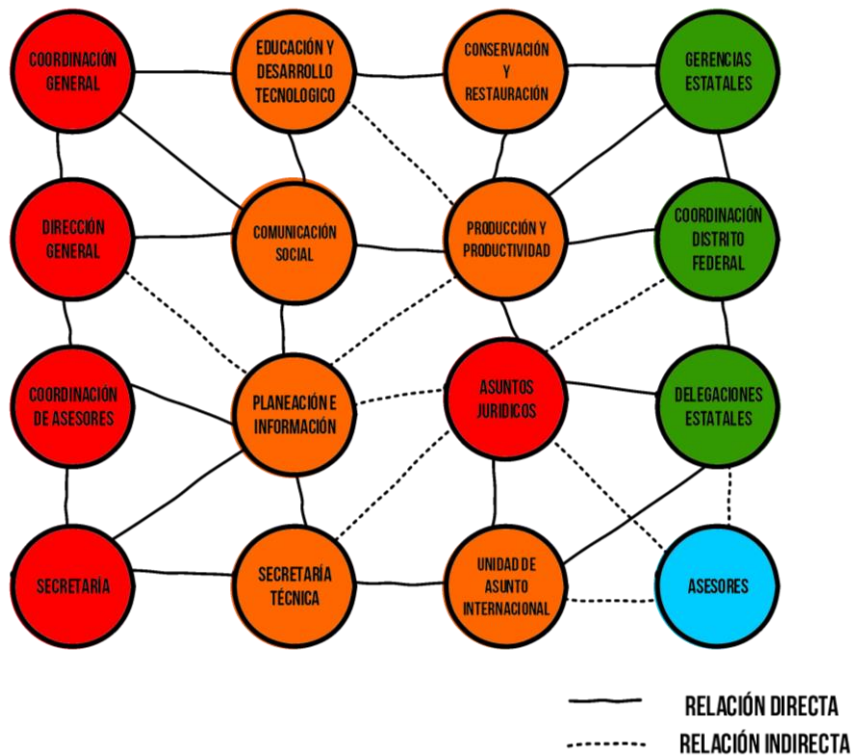 COORDINACIÓN
GENERAL
EDUCACIÓN Y
DESARROLLO
TECNOLOGICO
CONSERVACIÓN
Y
RESTAURACIÓN
GERENCIAS
ESTATALES
DIRECCIÓN
GENERAL
COMUNICACIÓN
SOCIAL
PRODUCCIÓN Y
PRODUCTIVIDAD
COORDINACIÓN
DISTRITO
FEDERAL
COORDINACIÓN
DE ASESORES
PLANEACIÓN E
INFORMACIÓN
ASUNTOS
JURIDICOS
DELEGACIONES
ESTATALES
SECRETARÍA
SECRETARÍA
TÉCNICA
UNIDAD DE
ASUNTO
INTERNACIONAL
ASESORES
RELACIÓN DIRECTA
RELACIÓN INDIRECTA